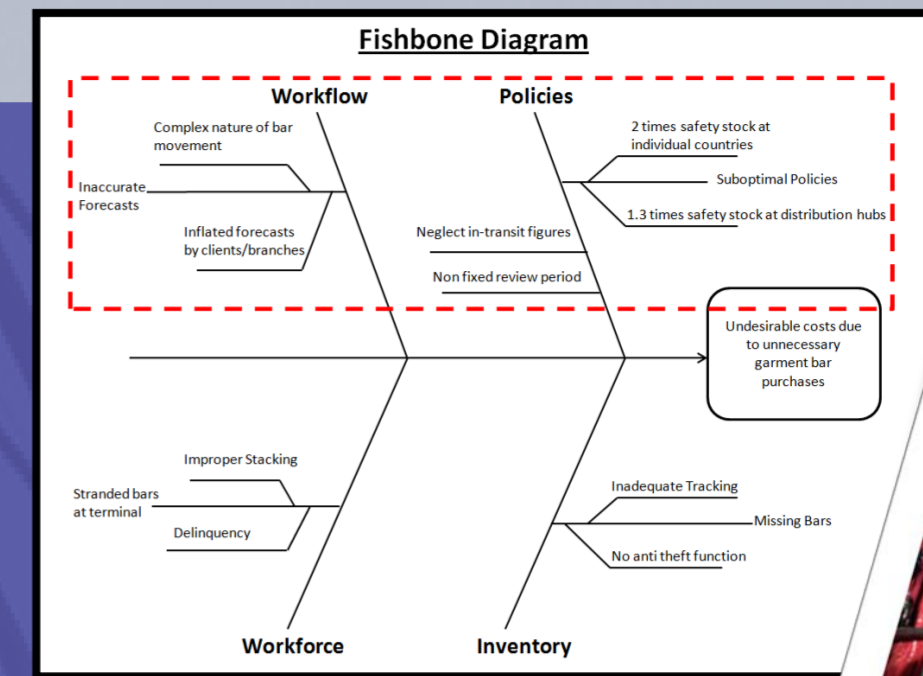 Fishbone Diagram
Workflow
Policies
Complex nature of bar
movement
Inaccurate
Forecasts
Inflated forecasts
by clients/branches
2 times safety stock at
individual countries
Suboptimal Policies
1.3 times safety stock at distribution hubs
Neglect in-transit figures
Non fixed review period
Undesirable costs due
to unnecessary
garment bar
purchases
Improper Stacking
Stranded bars
at terminal
Delinquency
Inadequate Tracking
Missing Bars
No anti theft function
Workforce
Inventory